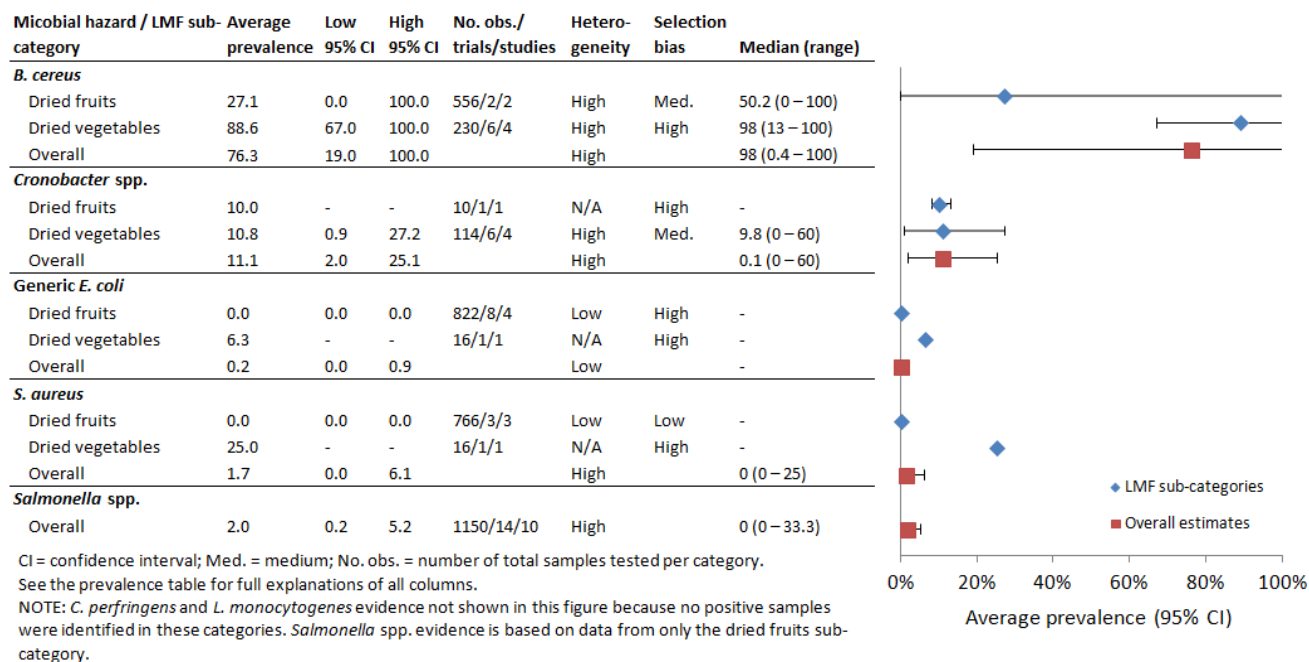 Micobial hazard / LMF sub-category Average prevalence Low 95% CI High 95% CI No. obs./ trials/studies Hetero-geneity Selection bias Median (range)
B. cereus
Dried fruits 27.1 0.0 100.0 556/2/2 High Med. 50.2 (0 – 100)
Dried vegetables 88.6 67.0 100.0 230/6/4 High High 98 (13 – 100)
Overall 76.3 19.0 100.0 High 98 (0.4 – 100)
Cronobacter spp.
Dried fruits 10.0 - - 10/1/1 N/A High -
Dried vegetables 10.8 0.9 27.2 114/6/4 High Med. 9.8 (0 – 60)
Overall 11.1 2.0 25.1 High 0.1 (0 – 60)
Generic E. coli
Dried fruits 0.0 0.0 0.0 822/8/4 Low High -
Dried vegetables 6.3 - - 16/1/1 N/A High -
Overall 0.2 0.0 0.9 Low -
S. aureus
Dried fruits 0.0 0.0 0.0 766/3/3 Low Low -
Dried vegetables 25.0 - - 16/1/1 N/A High -
Overall 1.7 0.0 6.1 High 0 (0 – 25)
Salmonella spp.
Overall 2.0 0.2 5.2 1150/14/10 High 0 (0 – 33.3)
CI = confidence interval; Med. = medium; No. obs. = number of total samples tested per category.
See the prevalence table for full explanations of all columns.
NOTE: C. perfringens and L. monocytogenes evidence not shown in this figure because no positive samples
were identified in these categories. Salmonella spp. evidence is based on data from only the dried fruits sub-
category.
LMF sub-categories
Overall estimates
0% 20% 40% 60% 80% 100%
Average prevalence (95% CI)